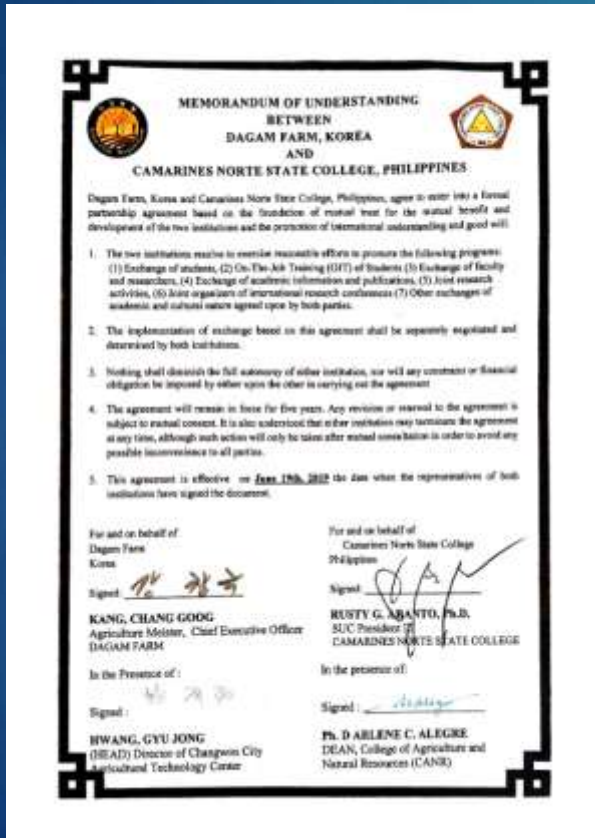 MEMORANDUM OF UNDERSTANDING
BETWEEN
DAGAM FARM, KOREA
AND
CAMARINES NORTE STATE COLLEGE, PHILIPPINES
Dagam Farm, Korea and Camarines Norte State College, Philippines, agree to enter into a formal
partnership agreement based on the foundation of mutual trust for the mutual benefit and
development of the two institutions and the promotion of international understanding and good will.
1. The two institutions resolve to exercise reasonable efforts to promote the following programs:
(1) Exchange of students, (2) On-The-Job Training (OJT) of Students (3) Exchange of faculty
and researchers, (4) Exchange of academic information and publications, (5) Joint research
activities, (6) Joint organizers of international research conferences (7) Other exchanges of
academic and cultural nature agreed upon by both parties.
2. The implementation of exchange based on this agreement shall be separately negotiated and
determined by both institutions.
3. Nothing shall diminish the full autonomy of either institution, nor will any constraint or financial
obligation be imposed by either upon the other in carrying out the agreement
4. The agreement will remain in force for five years. Any revision or renewal to the agreement is
subject to mutual consent. It is also understood that either institution may terminate the agreement
at any time, although such action will only be taken after mutual consultation in order to avoid any
possible inconvenience to all parties.
5. This agreement is effective on June 19th, 2019 the date when the representatives of both
institutions have signed the document.
For and on behalf of
Dagam Farm
Korea
Signed:
KANG, CHANG GOOG
Agriculture Meister, Chief Executive Officer
DAGAM FARM
In the Presence of :
Signed :
HWANG, GYU JONG
(HEAD) Director of Changwon City
Agricultural Technology Center
For and on behalf of
Camarines Norte State College
Philippines
Signed:
RUSTY G. ABANTO, Ph.D.
SUC President
CAMARINES NORTE STATE COLLEGE
In the presence of:
Signed :
Ph. D ARLENE C. ALEGRE
DEAN, College of Agriculture and
Natural Resources (CANR)